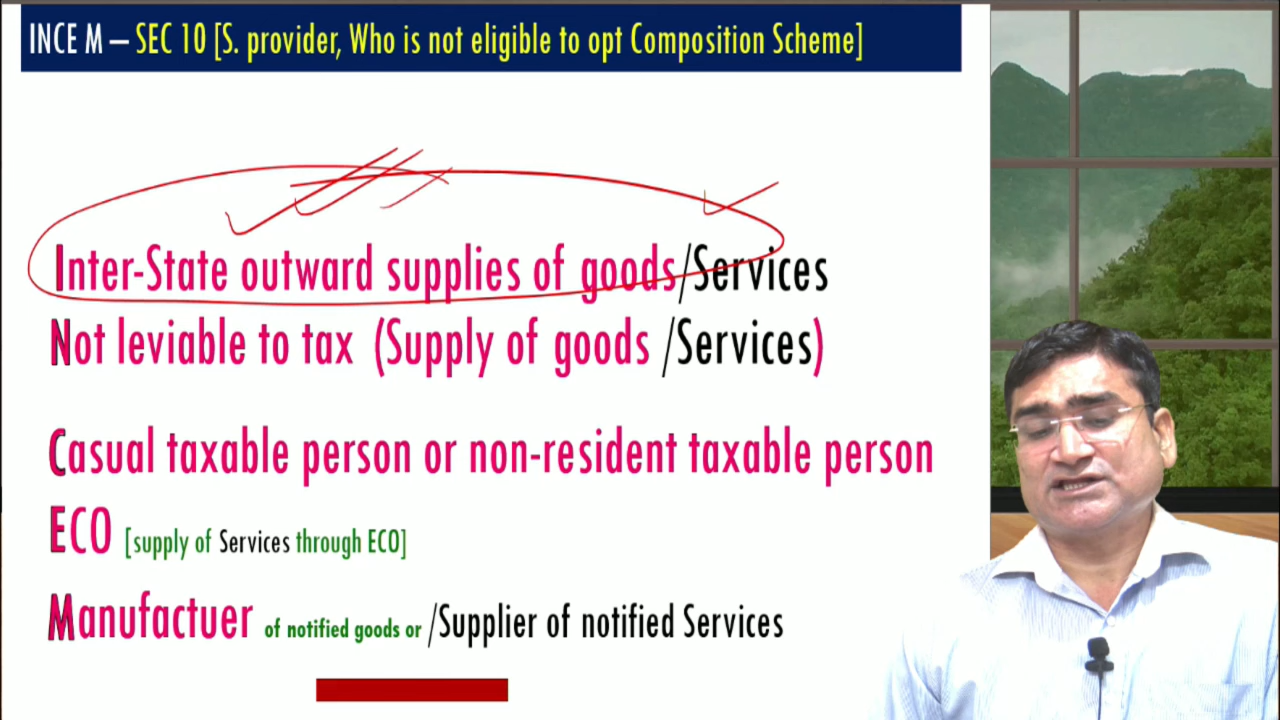 INCE M – SEC 10 [S. provider, Who is not eligible to opt Composition Scheme]
Inter-State outward supplies of goods/Services
Not leviable to tax (Supply of goods /Services)
Casual taxable person or non-resident taxable person
ECO [supply of Services through ECO]
Manufactuer of notified goods or /Supplier of notified Services